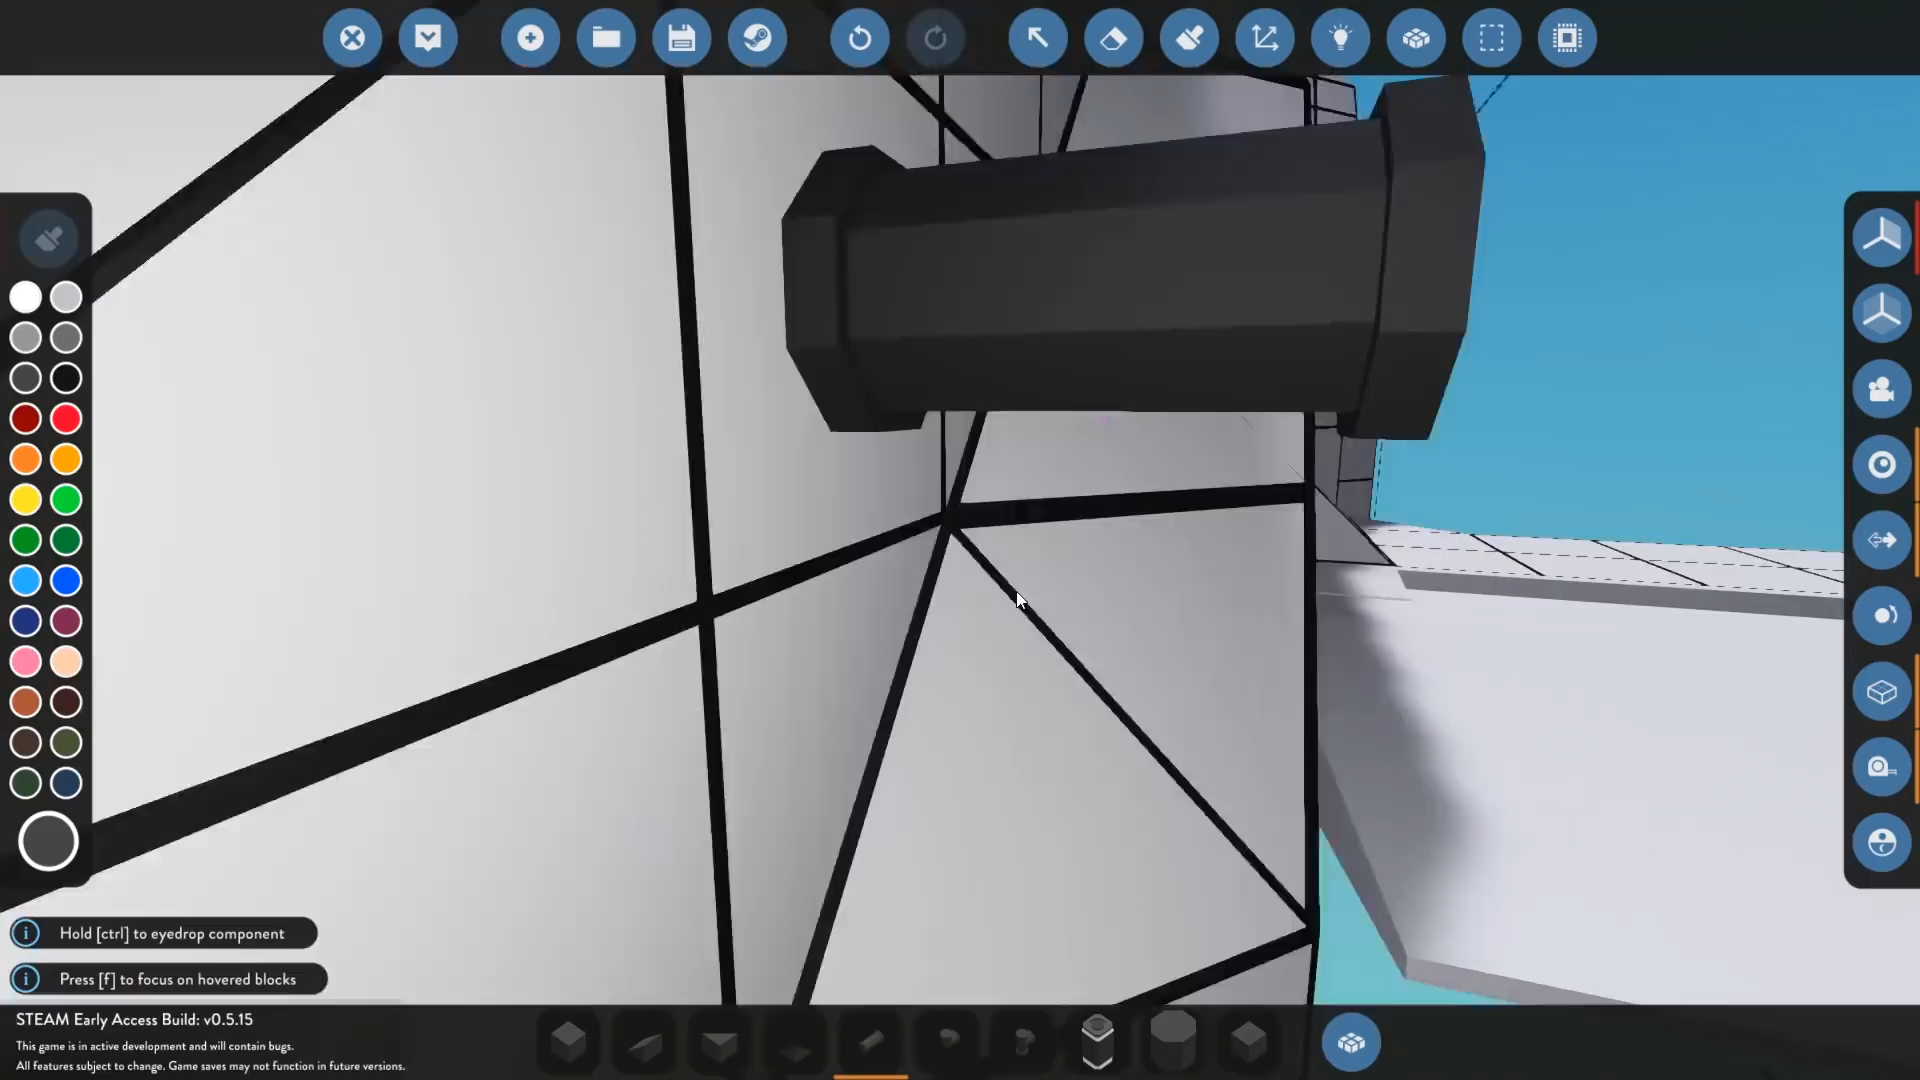 Hold [ctrl] to eyedrop component
Press [f] to focus on hovered blocks
STEAM Early Access Build: v0.5.15
This game is in active development and will contain bugs.
All features subject to change. Game saves may not function in future versions.